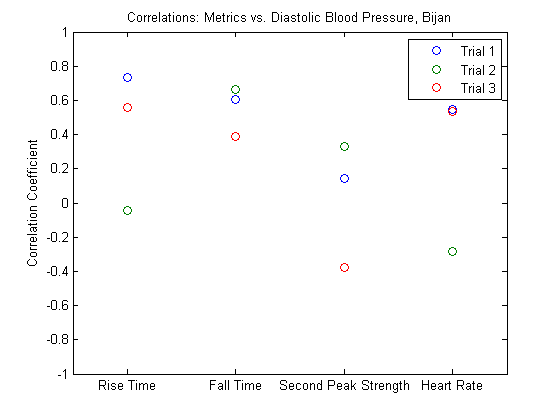 Correlations: Metrics vs. Diastolic Blood Pressure, Bijan
Trial 1
Trial 2
Trial 3
1
0.8
0.6
0.4
0.2
0
-0.2
-0.4
-0.6
-0.8
-1
Correlation Coefficient
Rise Time Fall Time Second Peak Strength Heart Rate